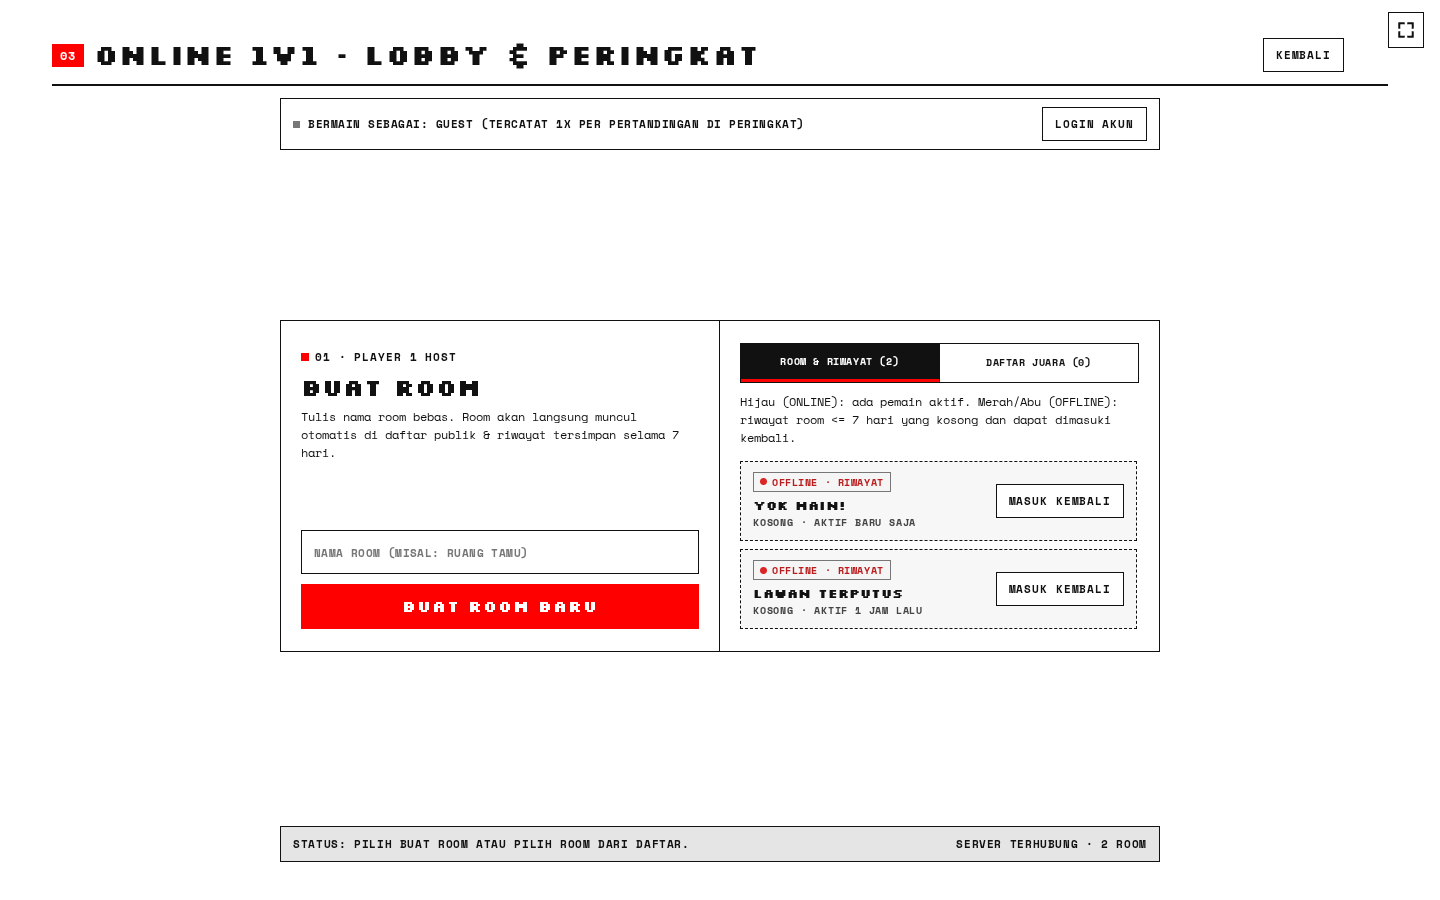 03 ONLINE 1V1 · LOBBY & PERINGKAT
KEMBALI
BERMAIN SEBAGAI: GUEST (TERCATAT 1X PER PERTANDINGAN DI PERINGKAT)
LOGIN AKUN
01 · PLAYER 1 HOST
BUAT ROOM
Tulis nama room bebas. Room akan langsung muncul
otomatis di daftar publik & riwayat tersimpan selama 7
hari.
NAMA ROOM (MISAL: RUANG TAMU)
BUAT ROOM BARU
ROOM & RIWAYAT (2)
DAFTAR JUARA (0)
Hijau (ONLINE): ada pemain aktif. Merah/Abu (OFFLINE):
riwayat room <= 7 hari yang kosong dan dapat dimasuki
kembali.
OFFLINE · RIWAYAT
YOK MAIN!
KOSONG · AKTIF BARU SAJA
MASUK KEMBALI
OFFLINE · RIWAYAT
LAWAN TERPUTUS
KOSONG · AKTIF 1 JAM LALU
MASUK KEMBALI
STATUS: PILIH BUAT ROOM ATAU PILIH ROOM DARI DAFTAR.
SERVER TERHUBUNG · 2 ROOM